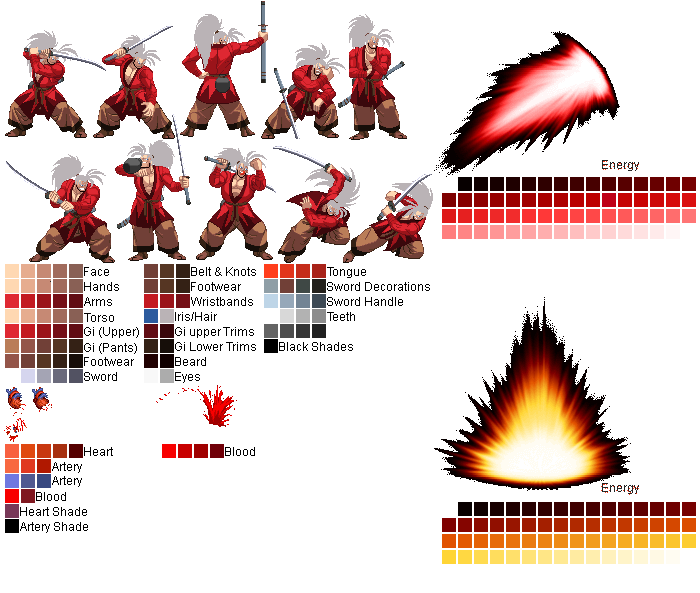 Energy
Face
Hands
Arms
Torso
Gi (Upper)
Gi (Pants)
Footwear
Sword
Belt & Knots
Footwear
Wristbands
Iris/Hair
Gi upper Trims
Gi Lower Trims
Beard
Eyes
Tongue
Sword Decorations
Sword Handle
Teeth
Black Shades
Heart
Artery
Artery
Blood
Heart Shade
Artery Shade
Blood
Energy